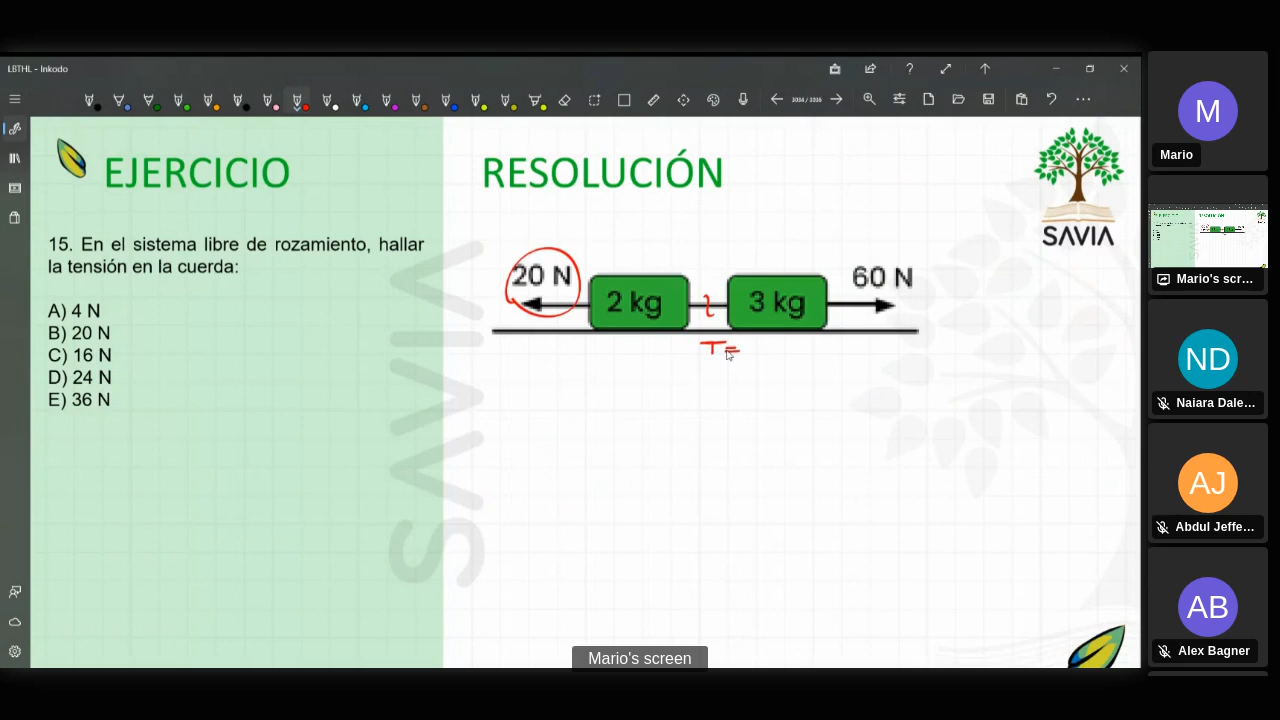 LBTHL - Inkodo
3034 / 3336
EJERCICIO
15. En el sistema libre de rozamiento, hallar
la tensión en la cuerda:
A) 4 N
B) 20 N
C) 16 N
D) 24 N
E) 36 N
SAVIA
RESOLUCIÓN
SAVIA
20 N
2 kg
3 kg
60 N
T=
Mario's screen
M
Mario
Mario's scr...
ND
Naiara Dale...
AJ
Abdul Jeffe...
AB
Alex Bagner